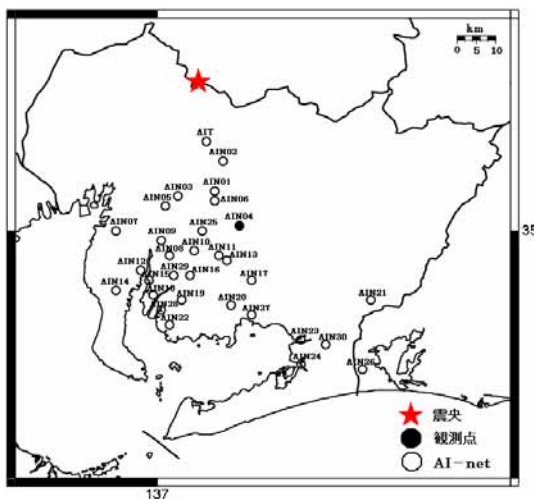 km
0 5 10
AIT
AIN02
AIN01
AIN03
AIN06
AIN05
AIN04
AIN07
AIN25
AIN09
AIN10
AIN08
AIN11
AIN13
AIN12
AIN29
AIN16
AIN15
AIN17
AIN14
AIN18
AIN19
AIN21
AIN20
AIN28
AIN27
AIN22
AIN23
AIN30
AIN24
AIN26
35
震央
観測点
AI-net
137